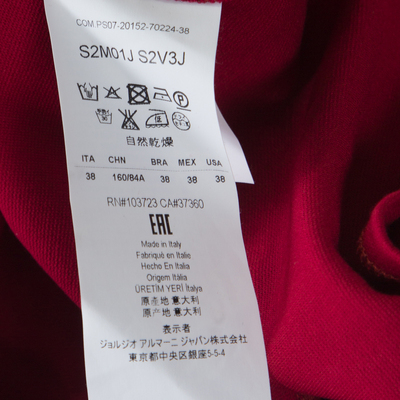 COM.PS07-20152-70224-38
S2M01J S2V3J
自然乾燥
ITA CHN BRA MEX USA
38 160/84A 38 38 38
RN#103723 CA#37360
EAC
Made in Italy
Fabriqué en Italie
Hecho En Italia
Origem Itália
ÜRETİM YERİ İtalya
原産地 意大利
原产地 意大利
表示者
ジョルジオ アルマーニ ジャパン株式会社
東京都中央区銀座5-5-4